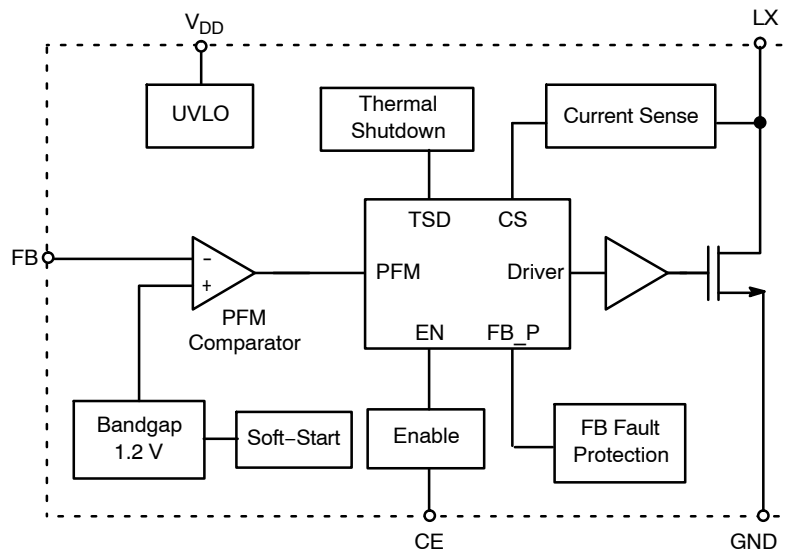 V_DD
LX
UVLO
Thermal
Shutdown
Current Sense
TSD
CS
FB
−
+
PFM
Driver
PFM
Comparator
EN
FB_P
Bandgap
1.2 V
Soft−Start
Enable
FB Fault
Protection
CE
GND